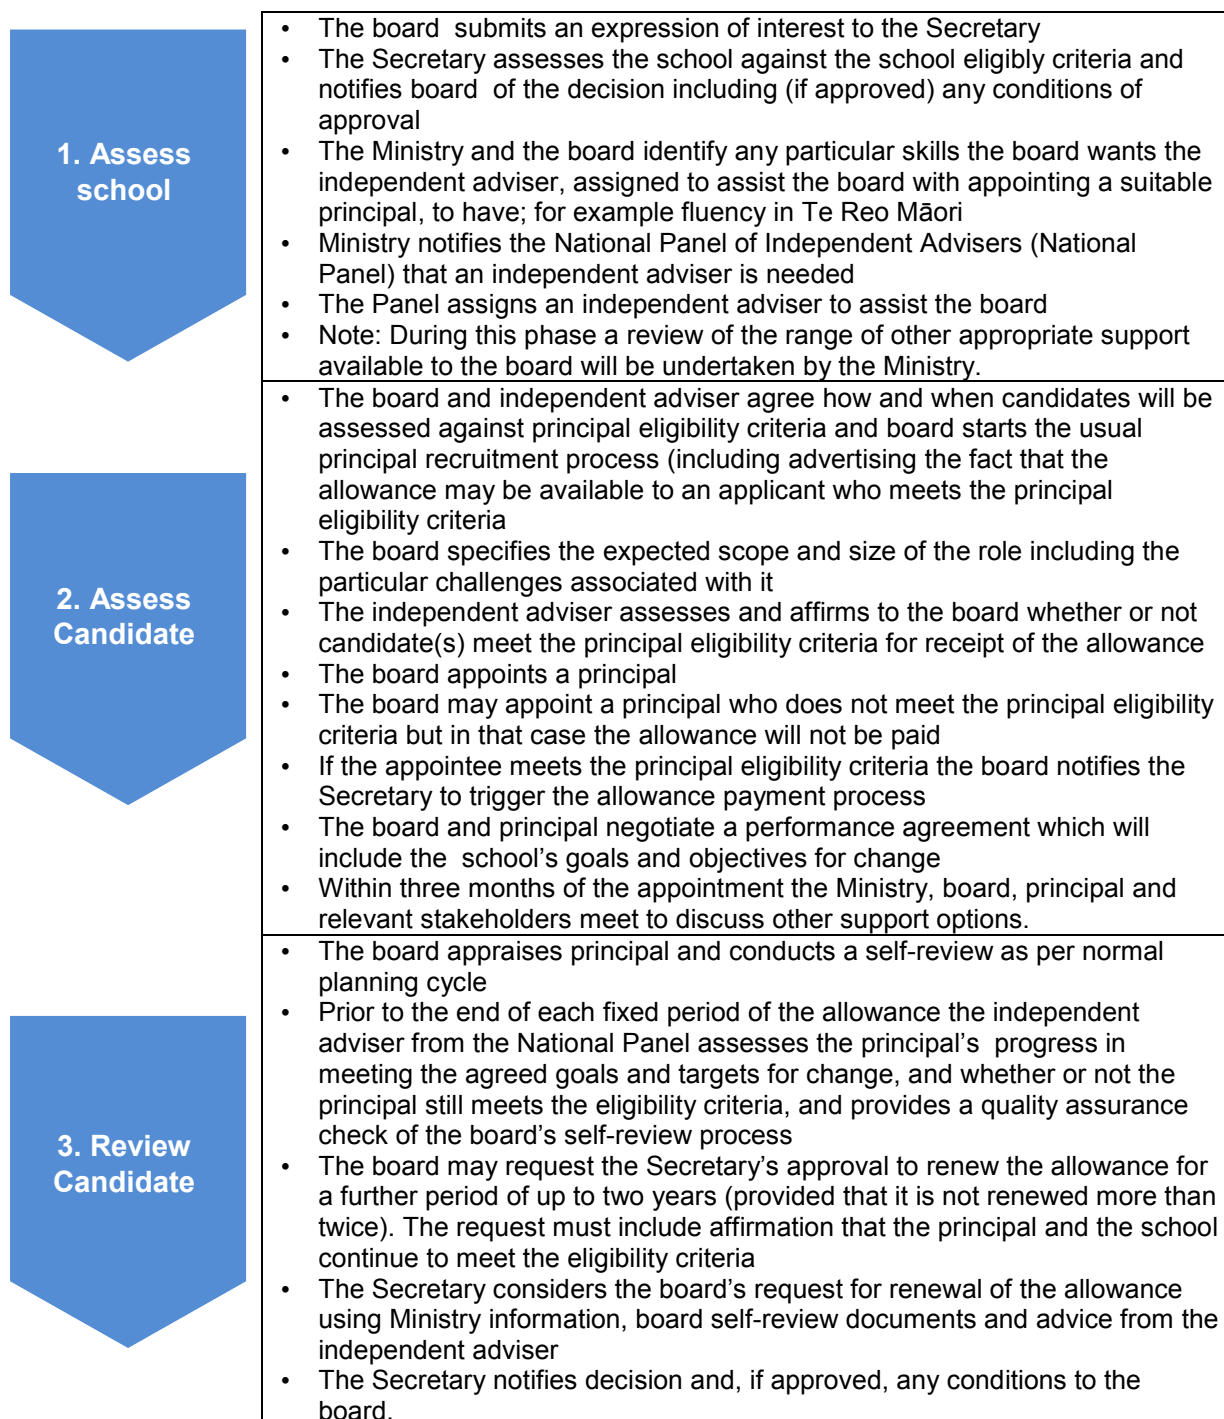 1. Assess
school
• The board  submits an expression of interest to the Secretary
• The Secretary assesses the school against the school eligibly criteria and
notifies board  of the decision including (if approved) any conditions of
approval
• The Ministry and the board identify any particular skills the board wants the
independent adviser, assigned to assist the board with appointing a suitable
principal, to have; for example fluency in Te Reo Māori
• Ministry notifies the National Panel of Independent Advisers (National
Panel) that an independent adviser is needed
• The Panel assigns an independent adviser to assist the board
• Note: During this phase a review of the range of other appropriate support
available to the board will be undertaken by the Ministry.
2. Assess
Candidate
• The board and independent adviser agree how and when candidates will be
assessed against principal eligibility criteria and board starts the usual
principal recruitment process (including advertising the fact that the
allowance may be available to an applicant who meets the principal
eligibility criteria
• The board specifies the expected scope and size of the role including the
particular challenges associated with it
• The independent adviser assesses and affirms to the board whether or not
candidate(s) meet the principal eligibility criteria for receipt of the allowance
• The board appoints a principal
• The board may appoint a principal who does not meet the principal eligibility
criteria but in that case the allowance will not be paid
• If the appointee meets the principal eligibility criteria the board notifies the
Secretary to trigger the allowance payment process
• The board and principal negotiate a performance agreement which will
include the  school’s goals and objectives for change
• Within three months of the appointment the Ministry, board, principal and
relevant stakeholders meet to discuss other support options.
3. Review
Candidate
• The board appraises principal and conducts a self-review as per normal
planning cycle
• Prior to the end of each fixed period of the allowance the independent
adviser from the National Panel assesses the principal’s  progress in
meeting the agreed goals and targets for change, and whether or not the
principal still meets the eligibility criteria, and provides a quality assurance
check of the board’s self-review process
• The board may request the Secretary’s approval to renew the allowance for
a further period of up to two years (provided that it is not renewed more than
twice). The request must include affirmation that the principal and the school
continue to meet the eligibility criteria
• The Secretary considers the board’s request for renewal of the allowance
using Ministry information, board self-review documents and advice from the
independent adviser
• The Secretary notifies decision and, if approved, any conditions to the
board.